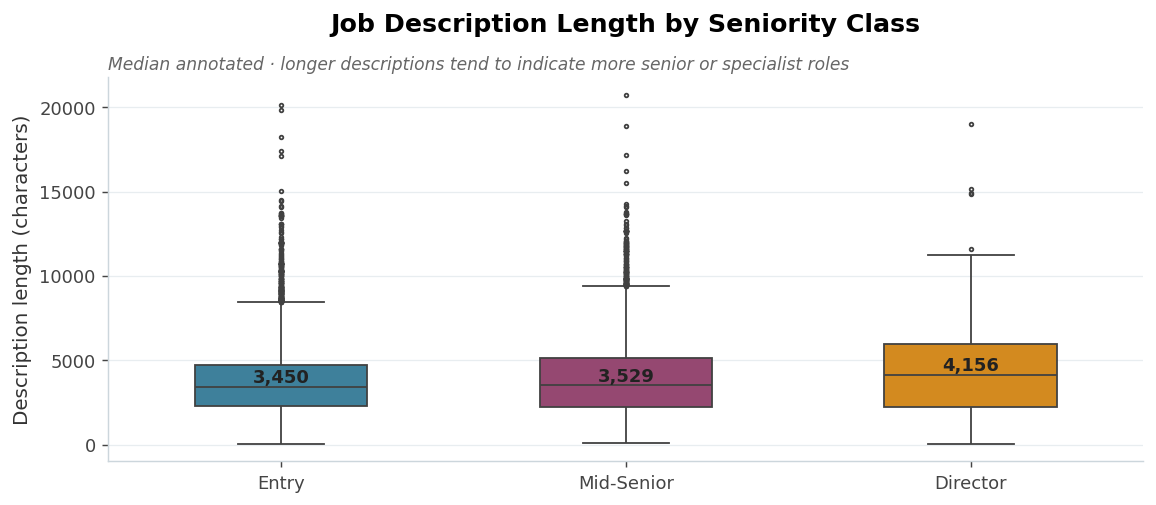 Job Description Length by Seniority Class
Median annotated · longer descriptions tend to indicate more senior or specialist roles
Description length (characters)
20000
15000
10000
5000
0
3,450
3,529
4,156
Entry
Mid-Senior
Director